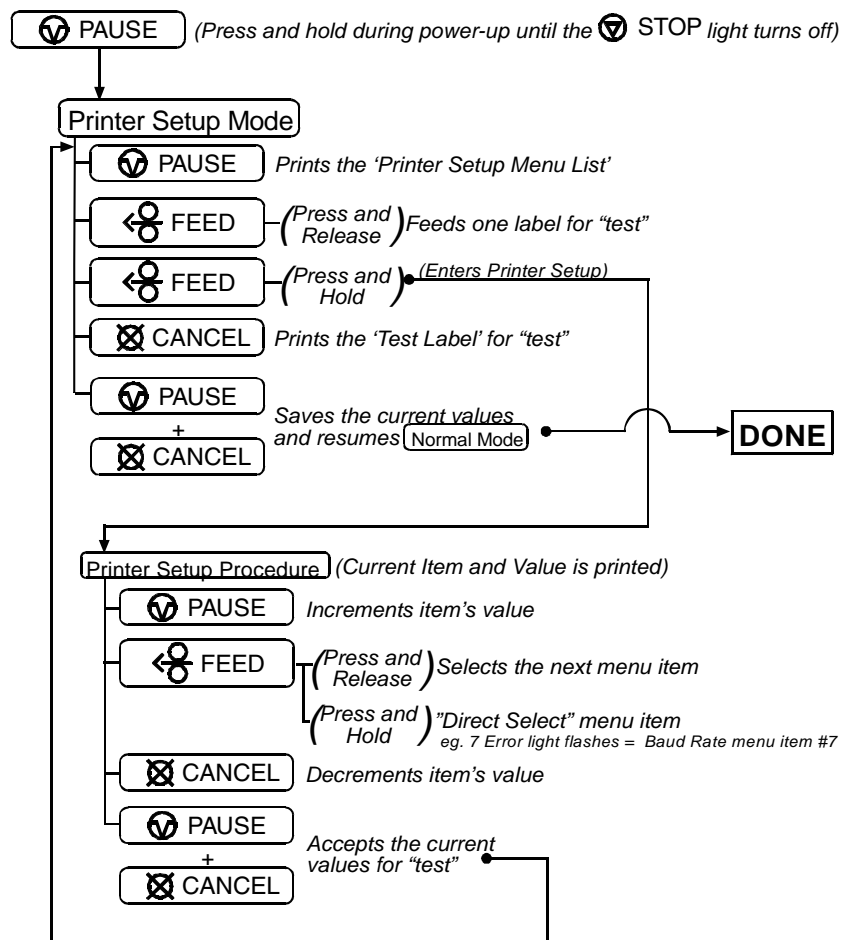 PAUSE (Press and hold during power-up until the STOP light turns off)
Printer Setup Mode
PAUSE Prints the 'Printer Setup Menu List'
FEED (Press and Release) Feeds one label for “test”
FEED (Press and Hold) (Enters Printer Setup)
CANCEL Prints the 'Test Label' for “test”
PAUSE
+
CANCEL
Saves the current values
and resumes Normal Mode
DONE
Printer Setup Procedure (Current Item and Value is printed)
PAUSE Increments item's value
FEED (Press and Release) Selects the next menu item
(Press and Hold) ”Direct Select” menu item
eg. 7 Error light flashes = Baud Rate menu item #7
CANCEL Decrements item's value
PAUSE
+
CANCEL
Accepts the current
values for “test”